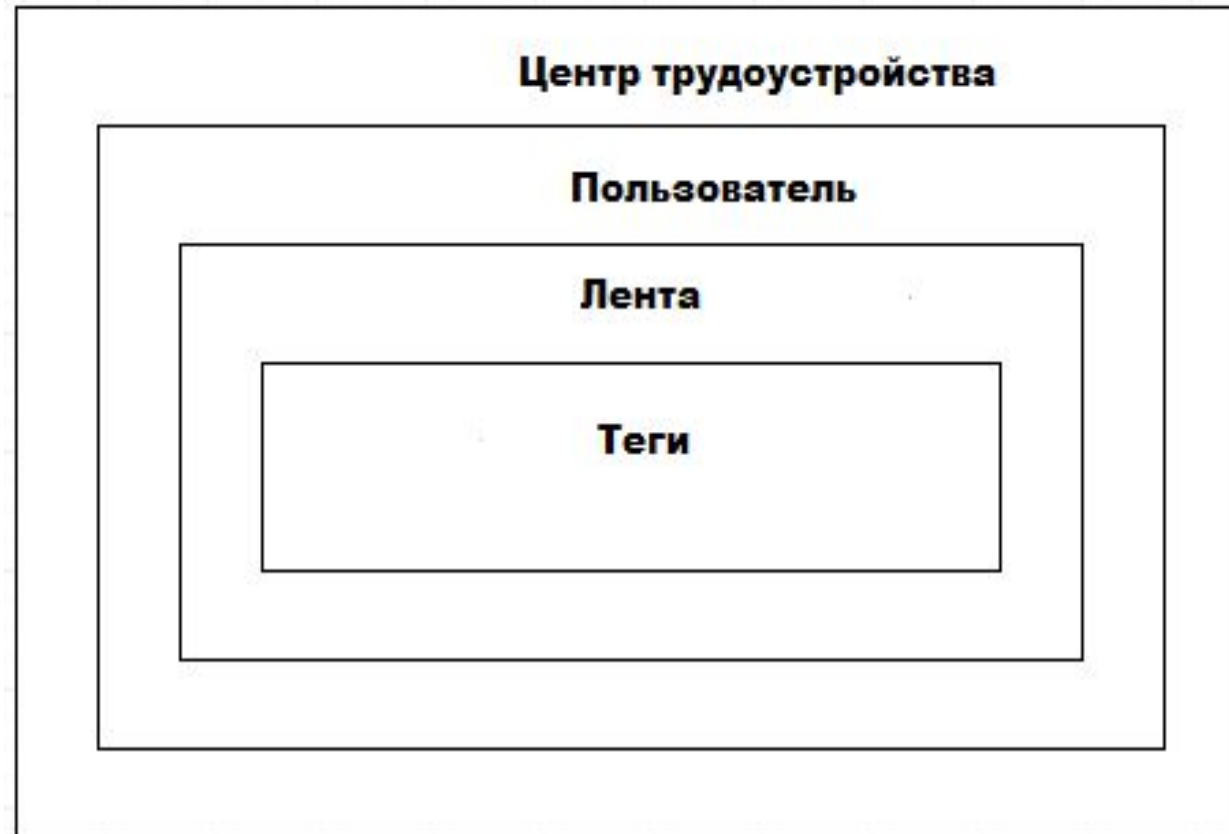 Центр трудоустройства
Пользователь
Лента
Теги